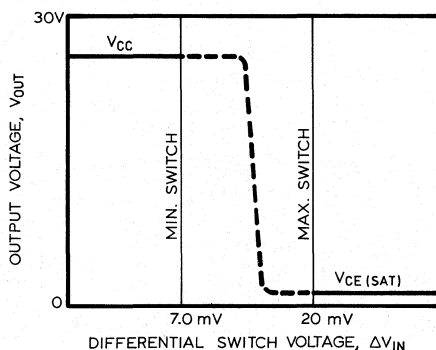 30V
VCC
OUTPUT VOLTAGE, VOUT
MIN. SWITCH
MAX. SWITCH
VCE (SAT)
0
7.0 mV
20 mV
DIFFERENTIAL SWITCH VOLTAGE, ΔVIN